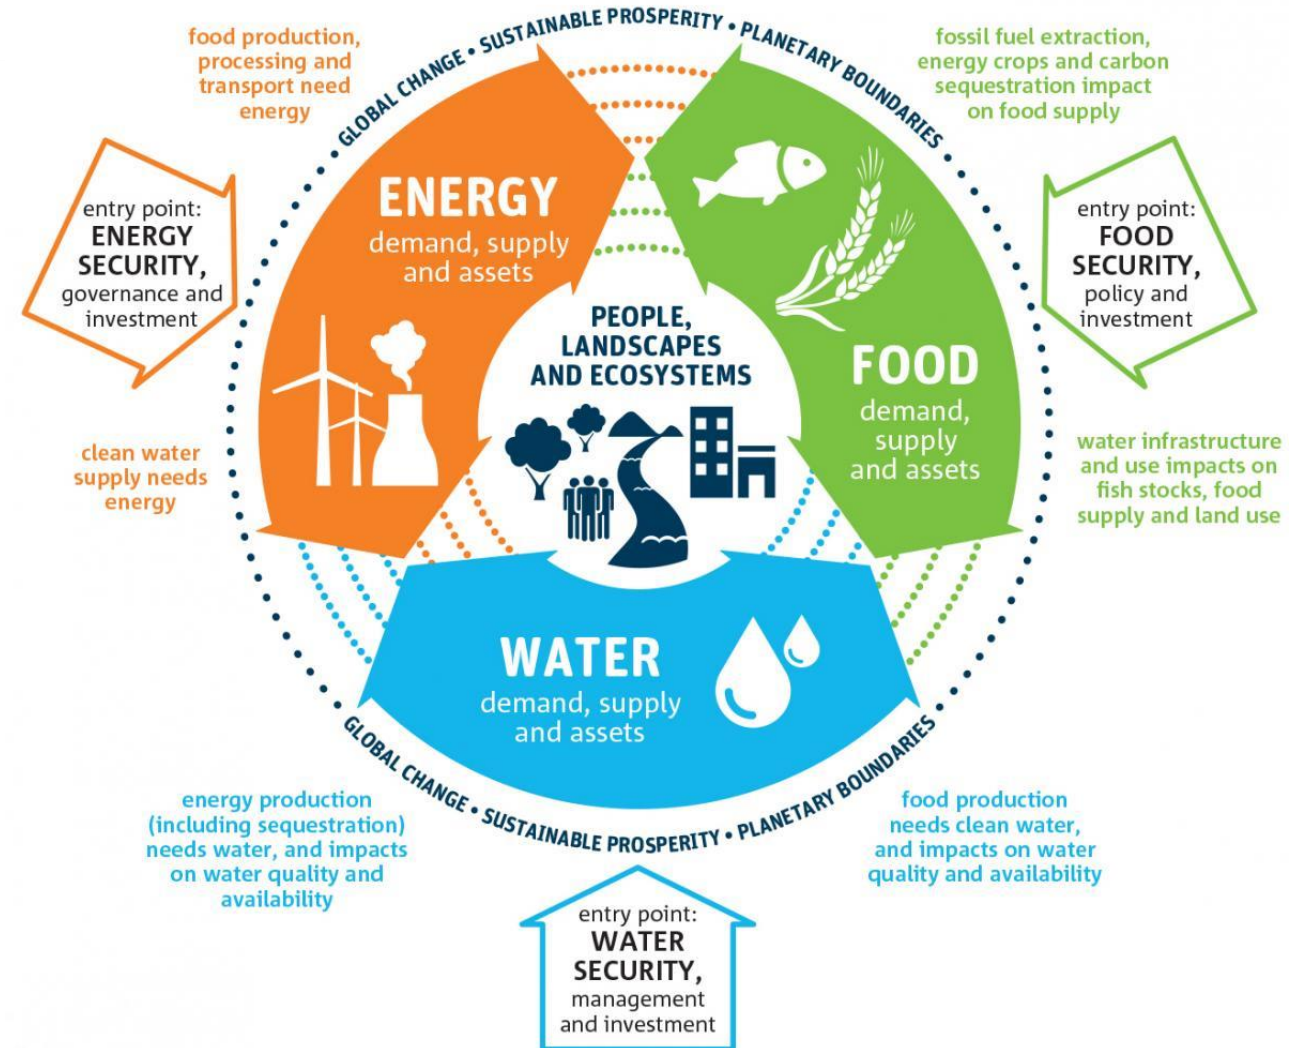 GLOBAL CHANGE • SUSTAINABLE PROSPERITY • PLANETARY BOUNDARIES
food production,
processing and
transport need
energy
fossil fuel extraction,
energy crops and carbon
sequestration impact
on food supply
entry point:
ENERGY
SECURITY,
governance and
investment
ENERGY
demand, supply
and assets
entry point:
FOOD
SECURITY,
policy and
investment
PEOPLE,
LANDSCAPES
AND ECOSYSTEMS
FOOD
demand,
supply
and assets
clean water
supply needs
energy
water infrastructure
and use impacts on
fish stocks, food
supply and land use
WATER
demand, supply
and assets
GLOBAL CHANGE • SUSTAINABLE PROSPERITY • PLANETARY BOUNDARIES
energy production
(including sequestration)
needs water, and impacts
on water quality and
availability
food production
needs clean water,
and impacts on water
quality and availability
entry point:
WATER
SECURITY,
management
and investment